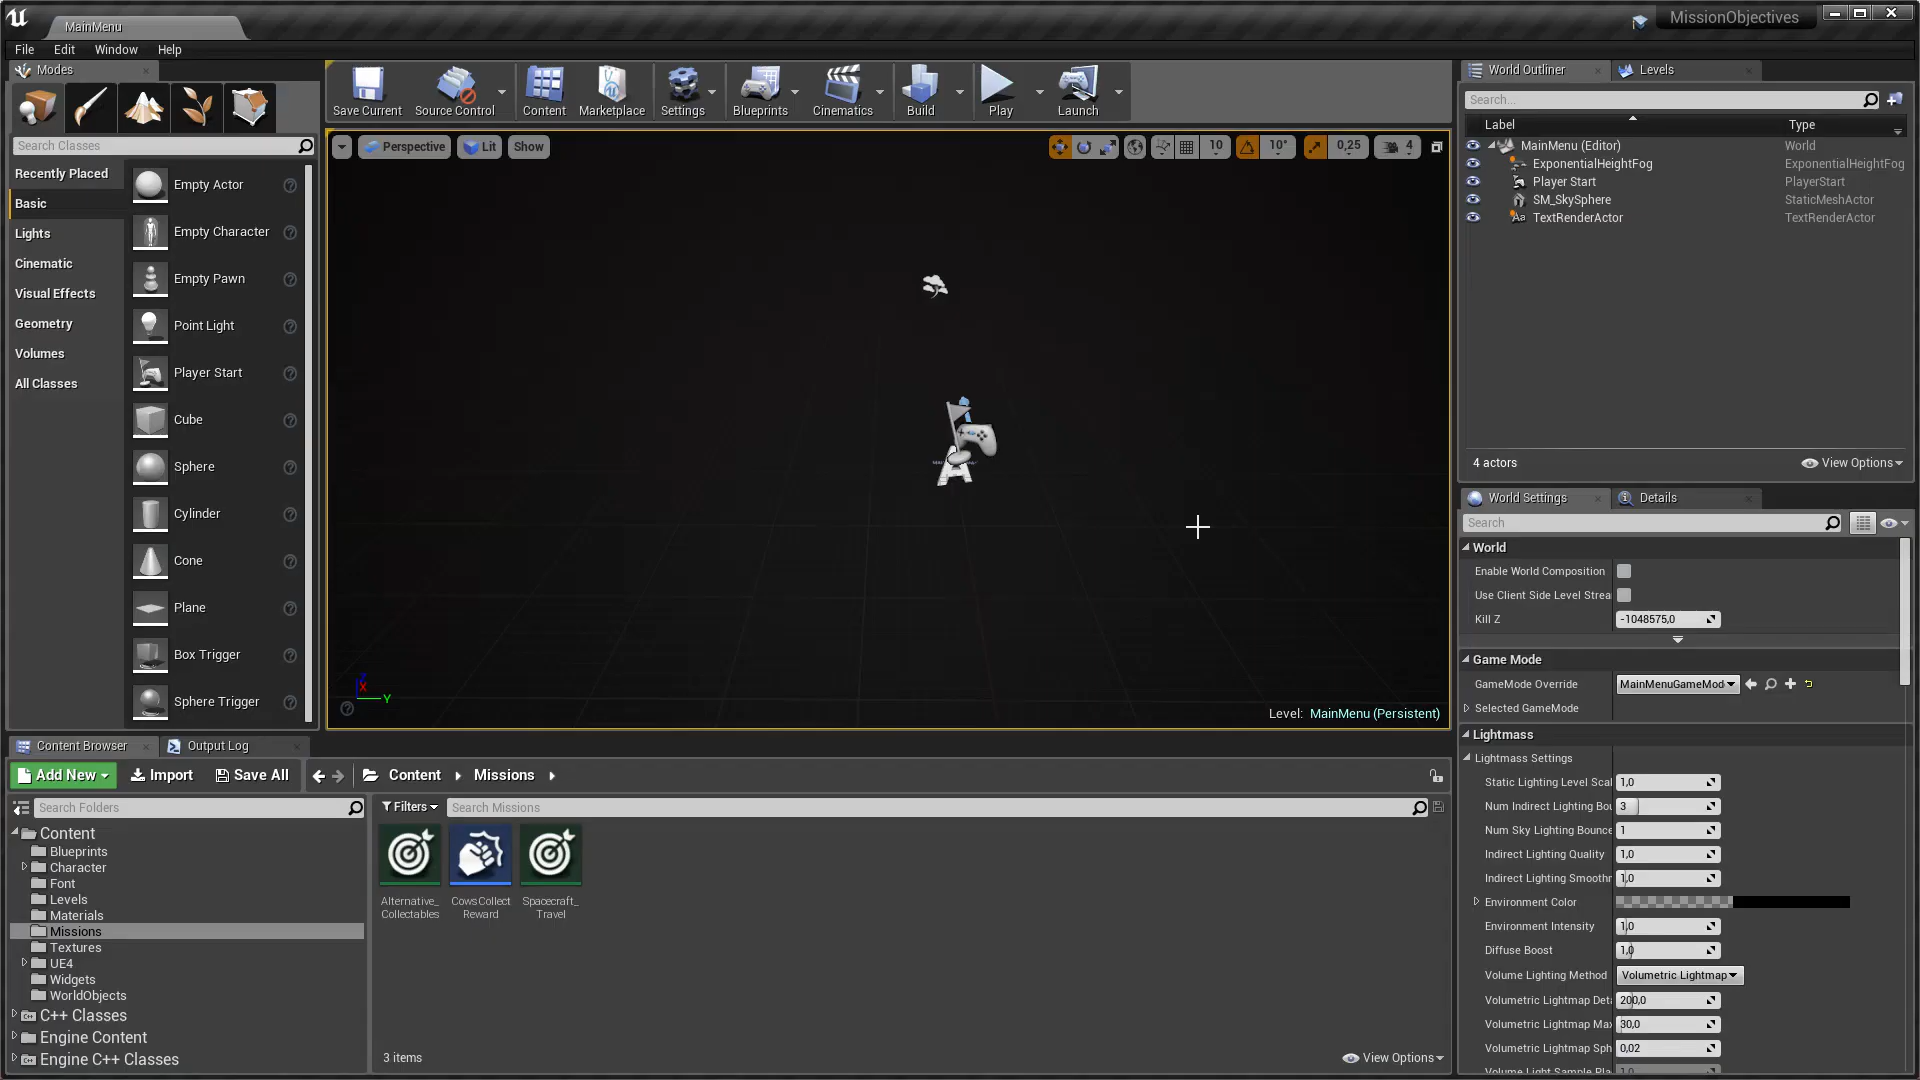 MainMenu
MissionObjectives
File
Edit
Window
Help
Modes
Search Classes
Recently Placed
Basic
Lights
Cinematic
Visual Effects
Geometry
Volumes
All Classes
Empty Actor
Empty Character
Empty Pawn
Point Light
Player Start
Cube
Sphere
Cylinder
Cone
Plane
Box Trigger
Sphere Trigger
Save Current
Source Control
Content
Marketplace
Settings
Blueprints
Cinematics
Build
Play
Launch
Perspective
Lit
Show
10
10°
0,25
4
X
Y
Level: MainMenu (Persistent)
World Outliner
Levels
Search...
Label
Type
MainMenu (Editor)
World
ExponentialHeightFog
ExponentialHeightFog
Player Start
PlayerStart
SM_SkySphere
StaticMeshActor
TextRenderActor
TextRenderActor
4 actors
View Options
World Settings
Details
Search
World
Enable World Composition
Use Client Side Level Strea
Kill Z
-1048575,0
Game Mode
GameMode Override
MainMenuGameMod
Selected GameMode
Lightmass
Lightmass Settings
Static Lighting Level Scal
1,0
Num Indirect Lighting Bou
3
Num Sky Lighting Bounce
1
Indirect Lighting Quality
1,0
Indirect Lighting Smoothn
1,0
Environment Color
Environment Intensity
1,0
Diffuse Boost
1,0
Volume Lighting Method
Volumetric Lightmap
Volumetric Lightmap Deta
200,0
Volumetric Lightmap Max
30,0
Volumetric Lightmap Sph
0,02
Volume Light Sample Pla
1,0
Content Browser
Output Log
Add New
Import
Save All
Content
Missions
Search Folders
Filters
Search Missions
Content
Blueprints
Character
Font
Levels
Materials
Missions
Textures
UE4
Widgets
WorldObjects
C++ Classes
Engine Content
Engine C++ Classes
Alternative_
Collectables
CowsCollect
Reward
Spacecraft_
Travel
3 items
View Options